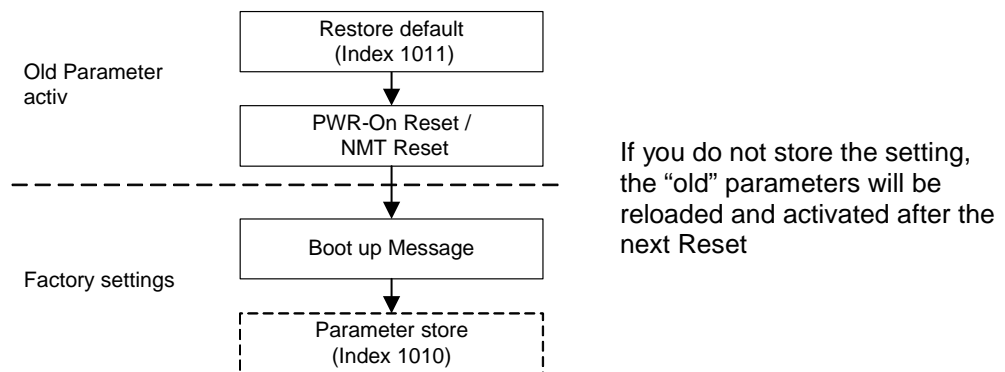 Restore default
(Index 1011)
Old Parameter
activ
PWR-On Reset /
NMT Reset
If you do not store the setting,
the “old” parameters will be
reloaded and activated after the
next Reset
Boot up Message
Factory settings
Parameter store
(Index 1010)